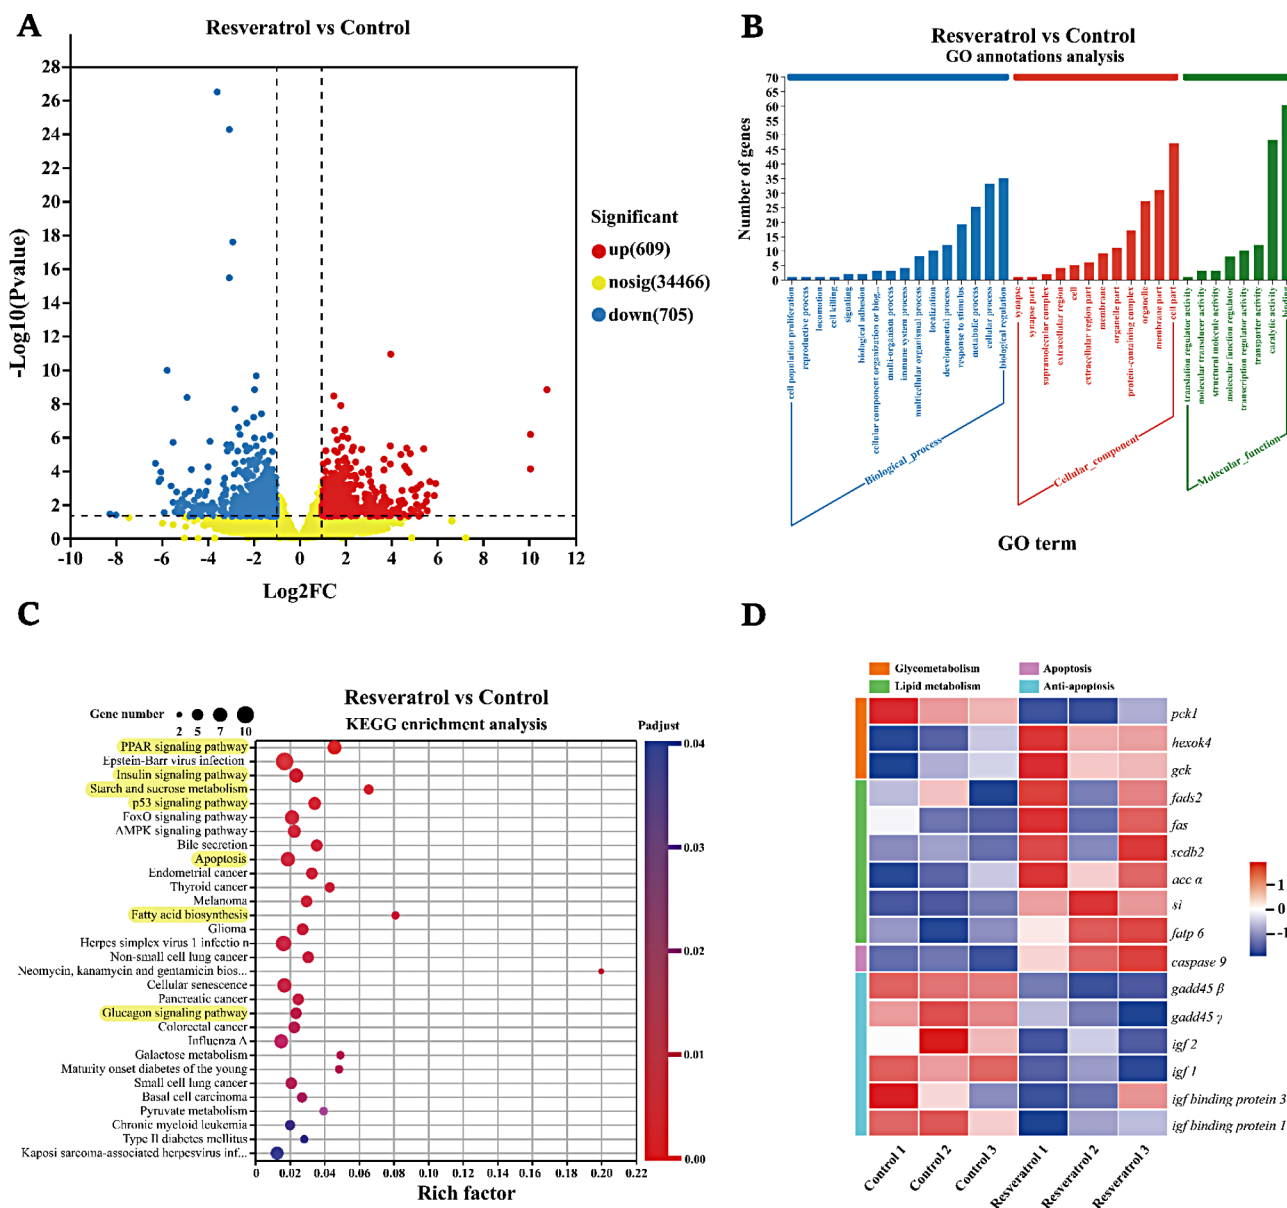 A
Resveratrol vs Control
-Log10(Pvalue)
28
26
24
22
20
18
16
14
12
10
8
6
4
2
0
-10
-8
-6
-4
-2
0
2
4
6
8
10
12
Log2FC
Significant
up(609)
nosig(34466)
down(705)
B
Resveratrol vs Control
GO annotations analysis
Number of genes
70
65
60
55
50
45
40
35
30
25
20
15
10
5
0
cell population proliferation
reproductive process
locomotion
cell killing
signaling
biological adhesion
cellular component organization or biog...
multi-organism process
immune system process
multicellular organismal process
localization
developmental process
response to stimulus
metabolic process
cellular process
biological regulation
synapse
synapse part
supramolecular complex
extracellular region
cell
extracellular region part
membrane
organelle part
protein-containing complex
organelle
membrane part
cell part
translation regulator activity
molecular transducer activity
structural molecule activity
molecular function regulator
transcription regulator activity
transporter activity
catalytic activity
binding
Biological_process
Cellular_component
Molecular_function
GO term
C
Resveratrol vs Control
KEGG enrichment analysis
Gene number
2
5
7
10
Padjust
0.04
0.03
0.02
0.01
0.00
PPAR signaling pathway
Epstein-Barr virus infection
Insulin signaling pathway
Starch and sucrose metabolism
p53 signaling pathway
FoxO signaling pathway
AMPK signaling pathway
Bile secretion
Apoptosis
Endometrial cancer
Thyroid cancer
Melanoma
Fatty acid biosynthesis
Glioma
Herpes simplex virus 1 infection
Non-small cell lung cancer
Neomycin, kanamycin and gentamicin bios...
Cellular senescence
Pancreatic cancer
Glucagon signaling pathway
Colorectal cancer
Influenza A
Galactose metabolism
Maturity onset diabetes of the young
Small cell lung cancer
Basal cell carcinoma
Pyruvate metabolism
Chronic myeloid leukemia
Type II diabetes mellitus
Kaposi sarcoma-associated herpesvirus inf...
0
0.02
0.04
0.06
0.08
0.10
0.12
0.14
0.16
0.18
0.20
0.22
Rich factor
D
Glycometabolism
Apoptosis
Lipid metabolism
Anti-apoptosis
pck1
hexok4
gck
fads2
fas
scdb2
acc α
si
fatp 6
caspase 9
gadd45 β
gadd45 γ
igf 2
igf 1
igf binding protein 3
igf binding protein 1
1
0
-1
Control 1
Control 2
Control 3
Resveratrol 1
Resveratrol 2
Resveratrol 3